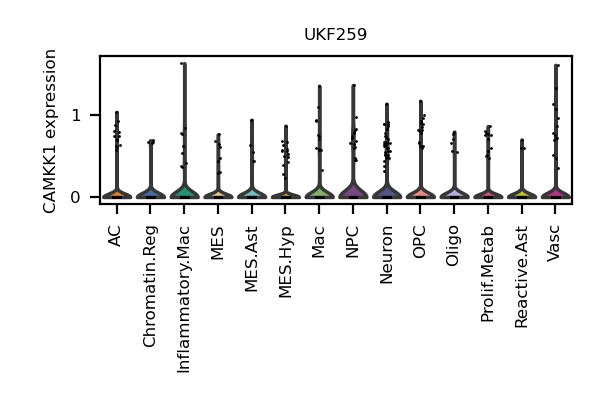 UKF259
CAMKK1 expression
1
0
AC
Chromatin.Reg
Inflammatory.Mac
MES
MES.Ast
MES.Hyp
Mac
NPC
Neuron
OPC
Oligo
Prolif.Metab
Reactive.Ast
Vasc